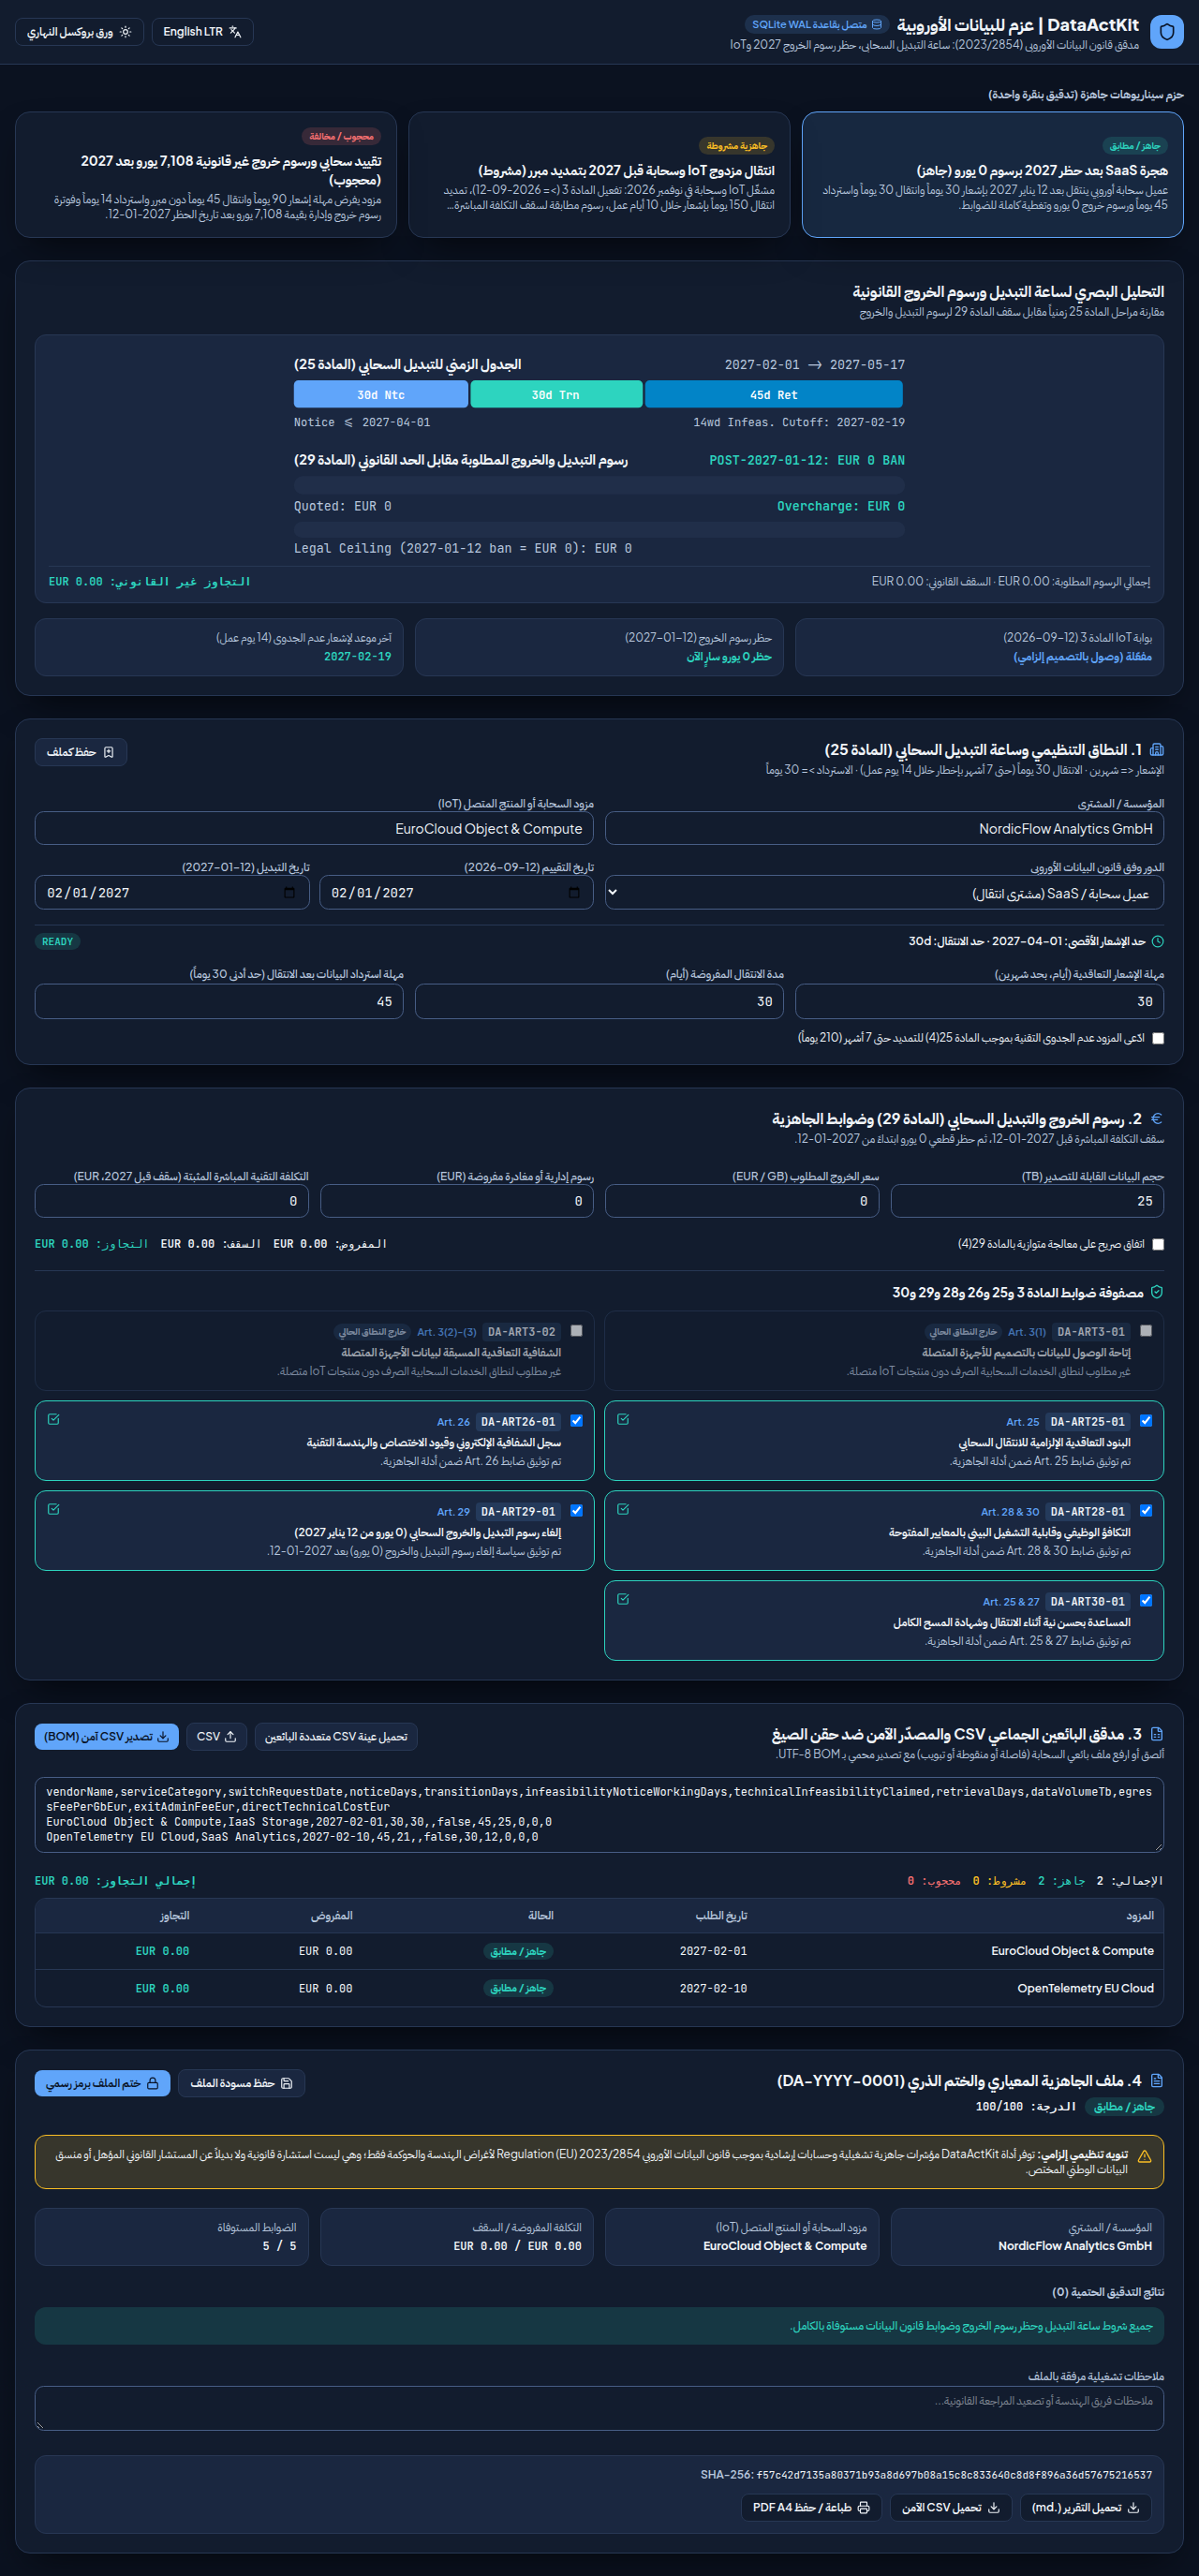 DataActKit | عزم للبيانات الأوروبية
متصل بقاعدة SQLite WAL
مدقق قانون البيانات الأوروبي (2023/2854): ساعة التبديل السحابي، حظر رسوم الخروج 2027 وIoT
English LTR
ورق بروكسل النهاري
حزم سيناريوهات جاهزة (تدقيق بنقرة واحدة)
جاهز / مطابق
هجرة SaaS بعد حظر 2027 برسوم 0 يورو (جاهز)
عميل سحابة أوروبي ينتقل بعد 12 يناير 2027 بإشعار 30 يوماً وانتقال 30 يوماً واسترداد
45 يوماً ورسوم خروج 0 يورو وتغطية كاملة للضوابط.
جاهزية مشروطة
انتقال مزدوج IoT وسحابة قبل 2027 بتمديد مبرر (مشروط)
مشغّل IoT وسحابة في نوفمبر 2026: تفعيل المادة 3 (>= 2026-09-12)، تمديد
انتقال 150 يوماً بإشعار خلال 10 أيام عمل، رسوم مطابقة لسقف التكلفة المباشرة...
محجوب / مخالفة
تقييد سحابي ورسوم خروج غير قانونية 7,108 يورو بعد 2027
(محجوب)
مزود يفرض مهلة إشعار 90 يوماً وانتقال 45 يوماً دون مبرر واسترداد 14 يوماً وفوترة
رسوم خروج وإدارة بقيمة 7,108 يورو بعد تاريخ الحظر 2027-01-12.
التحليل البصري لساعة التبديل ورسوم الخروج القانونية
مقارنة مراحل المادة 25 زمنياً مقابل سقف المادة 29 لرسوم التبديل والخروج
الجدول الزمني للتبديل السحابي (المادة 25)
2027-02-01 → 2027-05-17
30d Ntc
30d Trn
45d Ret
Notice ≤ 2027-04-01
14wd Infeas. Cutoff: 2027-02-19
رسوم التبديل والخروج المطلوبة مقابل الحد القانوني (المادة 29)
POST-2027-01-12: EUR 0 BAN
Quoted: EUR 0
Overcharge: EUR 0
Legal Ceiling (2027-01-12 ban = EUR 0): EUR 0
إجمالي الرسوم المطلوبة: EUR 0.00 · السقف القانوني: EUR 0.00
التجاوز غير القانوني: EUR 0.00
بوابة IoT المادة 3 (2026-09-12)
مفعّلة (وصول بالتصميم إلزامي)
حظر رسوم الخروج (2027-01-12)
حظر 0 يورو سارٍ الآن
آخر موعد لإشعار عدم الجدوى (14 يوم عمل)
2027-02-19
1. النطاق التنظيمي وساعة التبديل السحابي (المادة 25)
الإشعار <= شهرين · الانتقال 30 يوماً (حتى 7 أشهر بإخطار خلال 14 يوم عمل) · الاسترداد >= 30 يوماً
حفظ كملف
المؤسسة / المشتري
NordicFlow Analytics GmbH
مزود السحابة أو المنتج المتصل (IoT)
EuroCloud Object & Compute
الدور وفق قانون البيانات الأوروبي
عميل سحابة / SaaS (مشتري انتقال)
تاريخ التقييم (2026-09-12)
02/01/2027
تاريخ التبديل (2027-01-12)
02/01/2027
حد الإشعار الأقصى: 2027-04-01 · حد الانتقال: 30d
READY
مهلة الإشعار التعاقدية (أيام، بحد شهرين)
30
مدة الانتقال المفروضة (أيام)
30
مهلة استرداد البيانات بعد الانتقال (حد أدنى 30 يوماً)
45
ادّعى المزود عدم الجدوى التقنية بموجب المادة 25(4) للتمديد حتى 7 أشهر (210 يوماً)
2. رسوم الخروج والتبديل السحابي (المادة 29) وضوابط الجاهزية
سقف التكلفة المباشرة قبل 2027-01-12، ثم حظر قطعي 0 يورو ابتداءً من 2027-01-12.
حجم البيانات القابلة للتصدير (TB)
25
سعر الخروج المطلوب (EUR / GB)
0
رسوم إدارية أو مغادرة مفروضة (EUR)
0
التكلفة التقنية المباشرة المثبتة (سقف قبل 2027، EUR)
0
اتفاق صريح على معالجة متوازية بالمادة 29(4)
المفروض: EUR 0.00 السقف: EUR 0.00 التجاوز: EUR 0.00
مصفوفة ضوابط المادة 3 و25 و26 و28 و29 و30
DA-ART3-01 Art. 3(1) خارج النطاق الحالي
إتاحة الوصول للبيانات بالتصميم للأجهزة المتصلة
غير مطلوب لنطاق الخدمات السحابية الصرف دون منتجات IoT متصلة.
DA-ART3-02 Art. 3(2)-(3) خارج النطاق الحالي
الشفافية التعاقدية المسبقة لبيانات الأجهزة المتصلة
غير مطلوب لنطاق الخدمات السحابية الصرف دون منتجات IoT متصلة.
DA-ART25-01 Art. 25
البنود التعاقدية الإلزامية للانتقال السحابي
تم توثيق ضابط Art. 25 ضمن أدلة الجاهزية.
DA-ART26-01 Art. 26
سجل الشفافية الإلكتروني وقيود الاختصاص والهندسة التقنية
تم توثيق ضابط Art. 26 ضمن أدلة الجاهزية.
DA-ART28-01 Art. 28 & 30
التكافؤ الوظيفي وقابلية التشغيل البيني بالمعايير المفتوحة
تم توثيق ضابط Art. 28 & 30 ضمن أدلة الجاهزية.
DA-ART29-01 Art. 29
إلغاء رسوم التبديل والخروج السحابي (0 يورو من 12 يناير 2027)
تم توثيق سياسة إلغاء رسوم التبديل والخروج (0 يورو) بعد 2027-01-12.
DA-ART30-01 Art. 25 & 27
المساعدة بحسن نية أثناء الانتقال وشهادة المسح الكامل
تم توثيق ضابط Art. 25 & 27 ضمن أدلة الجاهزية.
3. مدقق البائعين الجماعي CSV والمصدّر الآمن ضد حقن الصيغ
ألصق أو ارفع ملف بائعي السحابة (فاصلة أو منقوطة أو تبويب) مع تصدير محمي بـ UTF-8 BOM.
تحميل عينة CSV متعددة البائعين
CSV
تصدير CSV آمن (BOM)
vendorName,serviceCategory,switchRequestDate,noticeDays,transitionDays,infeasibilityNoticeWorkingDays,technicalInfeasibilityClaimed,retrievalDays,dataVolumeTb,egres
sFeePerGbEur,exitAdminFeeEur,directTechnicalCostEur
EuroCloud Object & Compute,IaaS Storage,2027-02-01,30,30,,false,45,25,0,0,0
OpenTelemetry EU Cloud,SaaS Analytics,2027-02-10,45,21,,false,30,12,0,0,0
الإجمالي: 2 جاهز: 2 مشروط: 0 محجوب: 0
إجمالي التجاوز: EUR 0.00
المزود تاريخ الطلب الحالة المفروض التجاوز
EuroCloud Object & Compute 2027-02-01 جاهز / مطابق EUR 0.00 EUR 0.00
OpenTelemetry EU Cloud 2027-02-10 جاهز / مطابق EUR 0.00 EUR 0.00
4. ملف الجاهزية المعياري والختم الذري (DA-YYYY-0001)
جاهز / مطابق الدرجة: 100/100
حفظ مسودة الملف
ختم الملف برمز رسمي
تنويه تنظيمي إلزامي: توفر أداة DataActKit مؤشرات جاهزية تشغيلية وحسابات إرشادية بموجب قانون البيانات الأوروبي Regulation (EU) 2023/2854 لأغراض الهندسة والحوكمة فقط؛ وهي ليست استشارة قانونية ولا بديلاً عن المستشار القانوني المؤهل أو منسق
البيانات الوطني المختص.
المؤسسة / المشتري
NordicFlow Analytics GmbH
مزود السحابة أو المنتج المتصل (IoT)
EuroCloud Object & Compute
التكلفة المفروضة / السقف
EUR 0.00 / EUR 0.00
الضوابط المستوفاة
5 / 5
نتائج التدقيق الحتمية (0)
جميع شروط ساعة التبديل وحظر رسوم الخروج وضوابط قانون البيانات مستوفاة بالكامل.
ملاحظات تشغيلية مرفقة بالملف
ملاحظات فريق الهندسة أو تصعيد المراجعة القانونية...
SHA-256: f57c42d7135a80371b93a8d697b08a15c8c833640c8d8f896a36d57675216537
تحميل التقرير (.md)
تحميل CSV الآمن
طباعة / حفظ PDF A4